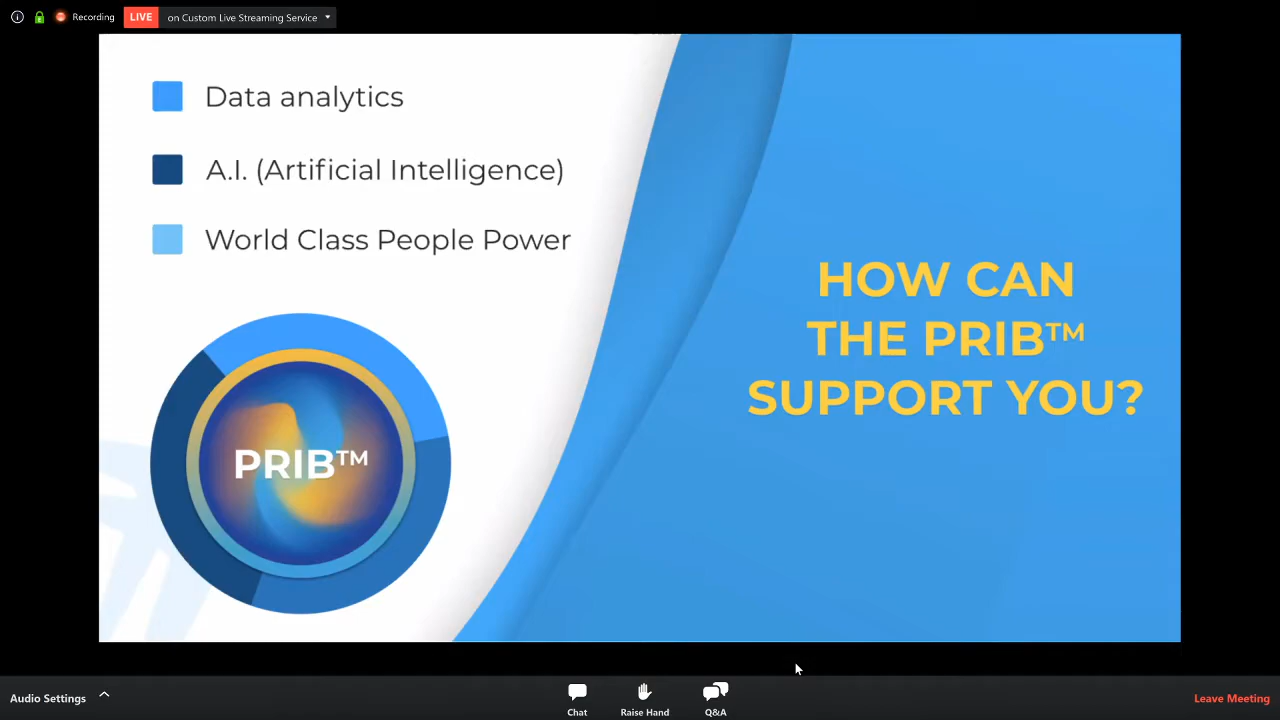 Recording
LIVE
on Custom Live Streaming Service
Data analytics
A.I. (Artificial Intelligence)
World Class People Power
PRIB™
HOW CAN
THE PRIB™
SUPPORT YOU?
Audio Settings
Chat
Raise Hand
Q&A
Leave Meeting